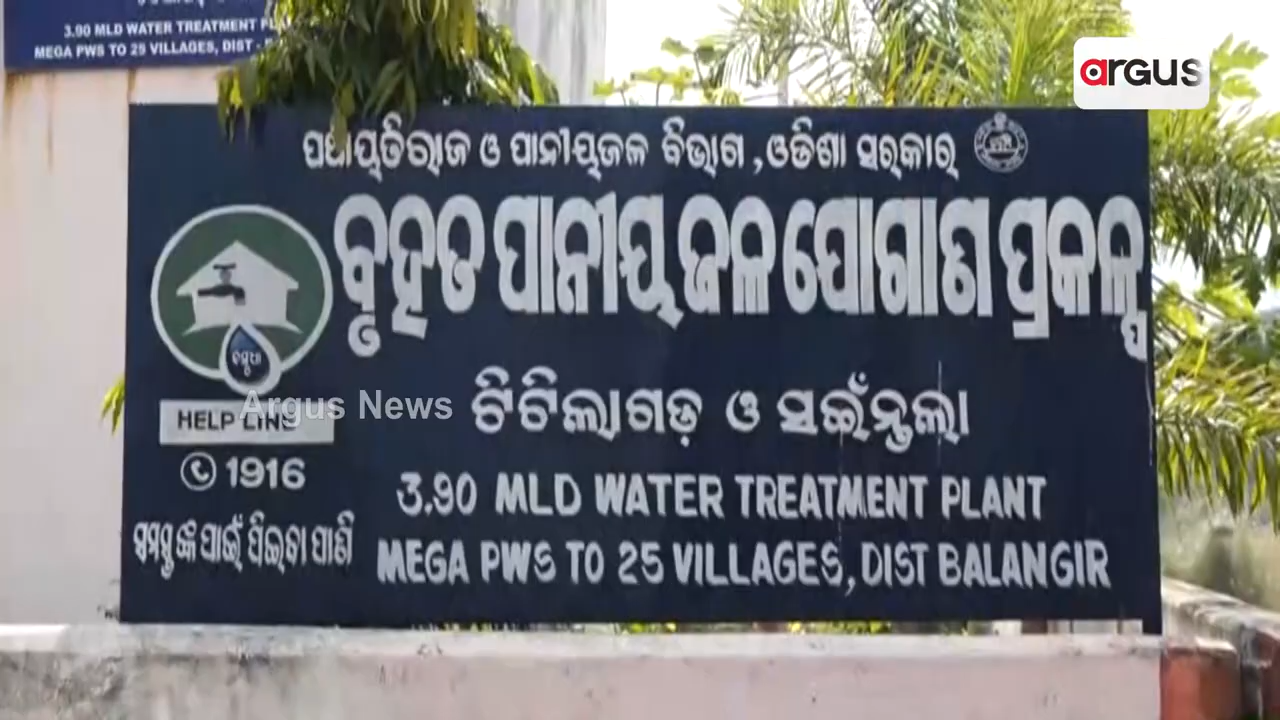 3.90 MLD WATER TREATMENT
MEGA PWS TO 25 VILLAGES, DIST -
argus
ପଞ୍ଚାୟତିରାଜ ଓ ପାନୀୟଜଳ ବିଭାଗ , ଓଡିଶା ସରକାର
ବୃହତ ପାନୀୟ ଜଳ ଯୋଗାଣ ପ୍ରକଳ୍ପ
ବସୁଧା
Argus News
ଟିଟିଲାଗଡ଼ ଓ ସଇଁନ୍ତଲା
HELP LINE
1916
3.90 MLD WATER TREATMENT PLANT
ସମସ୍ତଙ୍କ ପାଇଁ ପିଇବା ପାଣି
MEGA PWS TO 25 VILLAGES, DIST BALANGIR